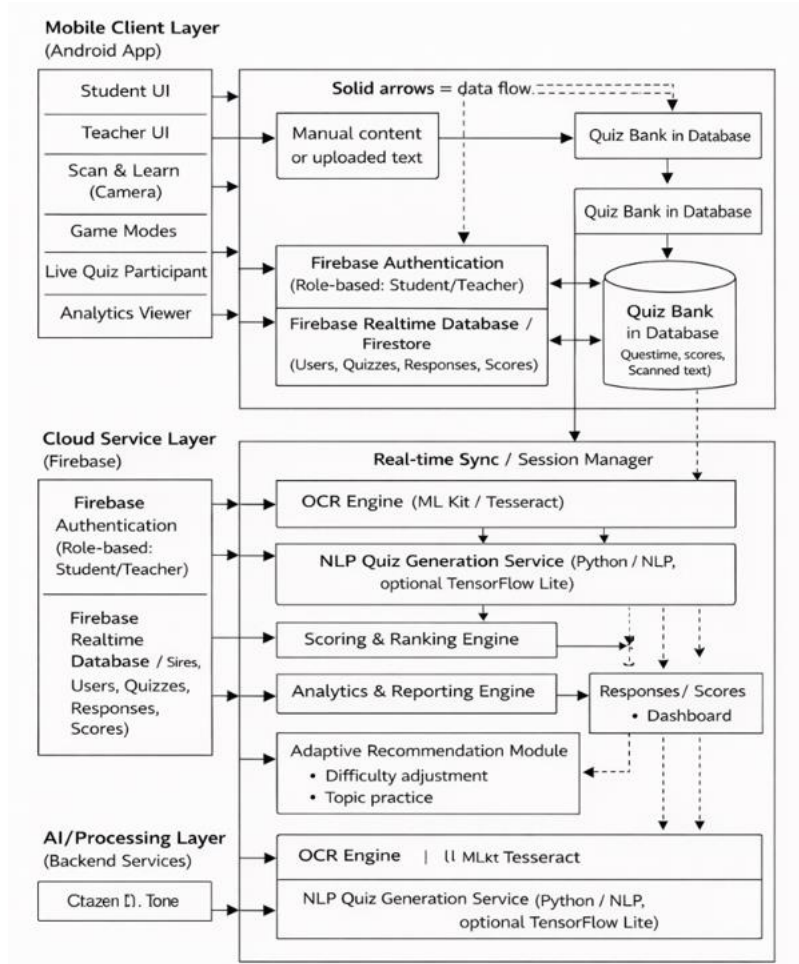 Mobile Client Layer
(Android App)
Student UI
Teacher UI
Scan & Learn
(Camera)
Game Modes
Live Quiz Participant
Analytics Viewer
Solid arrows = data flow
Manual content
or uploaded text
Quiz Bank in Database
Quiz Bank in Database
Firebase Authentication
(Role-based: Student/Teacher)
Firebase Realtime Database /
Firestore
(Users, Quizzes, Responses, Scores)
Quiz Bank
in Database
Questime, scores,
Scanned text)
Cloud Service Layer
(Firebase)
Firebase
Authentication
(Role-based:
Student/Teacher)
Firebase
Realtime
Database / Sires,
Users, Quizzes,
Responses,
Scores)
Real-time Sync / Session Manager
OCR Engine (ML Kit / Tesseract)
NLP Quiz Generation Service (Python / NLP,
optional TensorFlow Lite)
Scoring & Ranking Engine
Analytics & Reporting Engine
Responses/ Scores
• Dashboard
Adaptive Recommendation Module
• Difficulty adjustment
• Topic practice
AI/Processing Layer
(Backend Services)
Ctazen Tone
OCR Engine | MLkt Tesseract
NLP Quiz Generation Service (Python / NLP,
optional TensorFlow Lite)